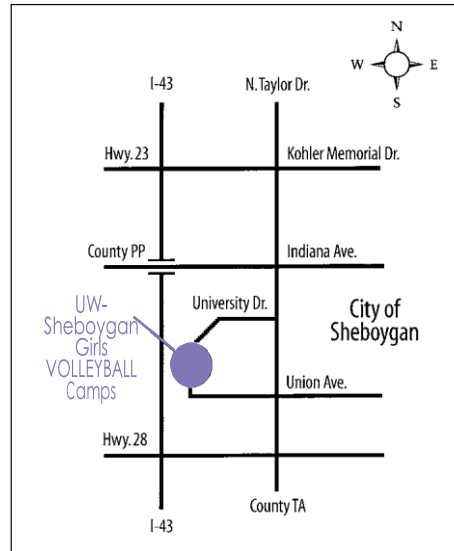 N
W E
S
I-43 N. Taylor Dr.
Hwy. 23 Kohler Memorial Dr.
County PP Indiana Ave.
University Dr.
City of
Sheboygan
UW-
Sheboygan
Girls
VOLLEYBALL
Camps
Union Ave.
Hwy. 28
County TA
I-43